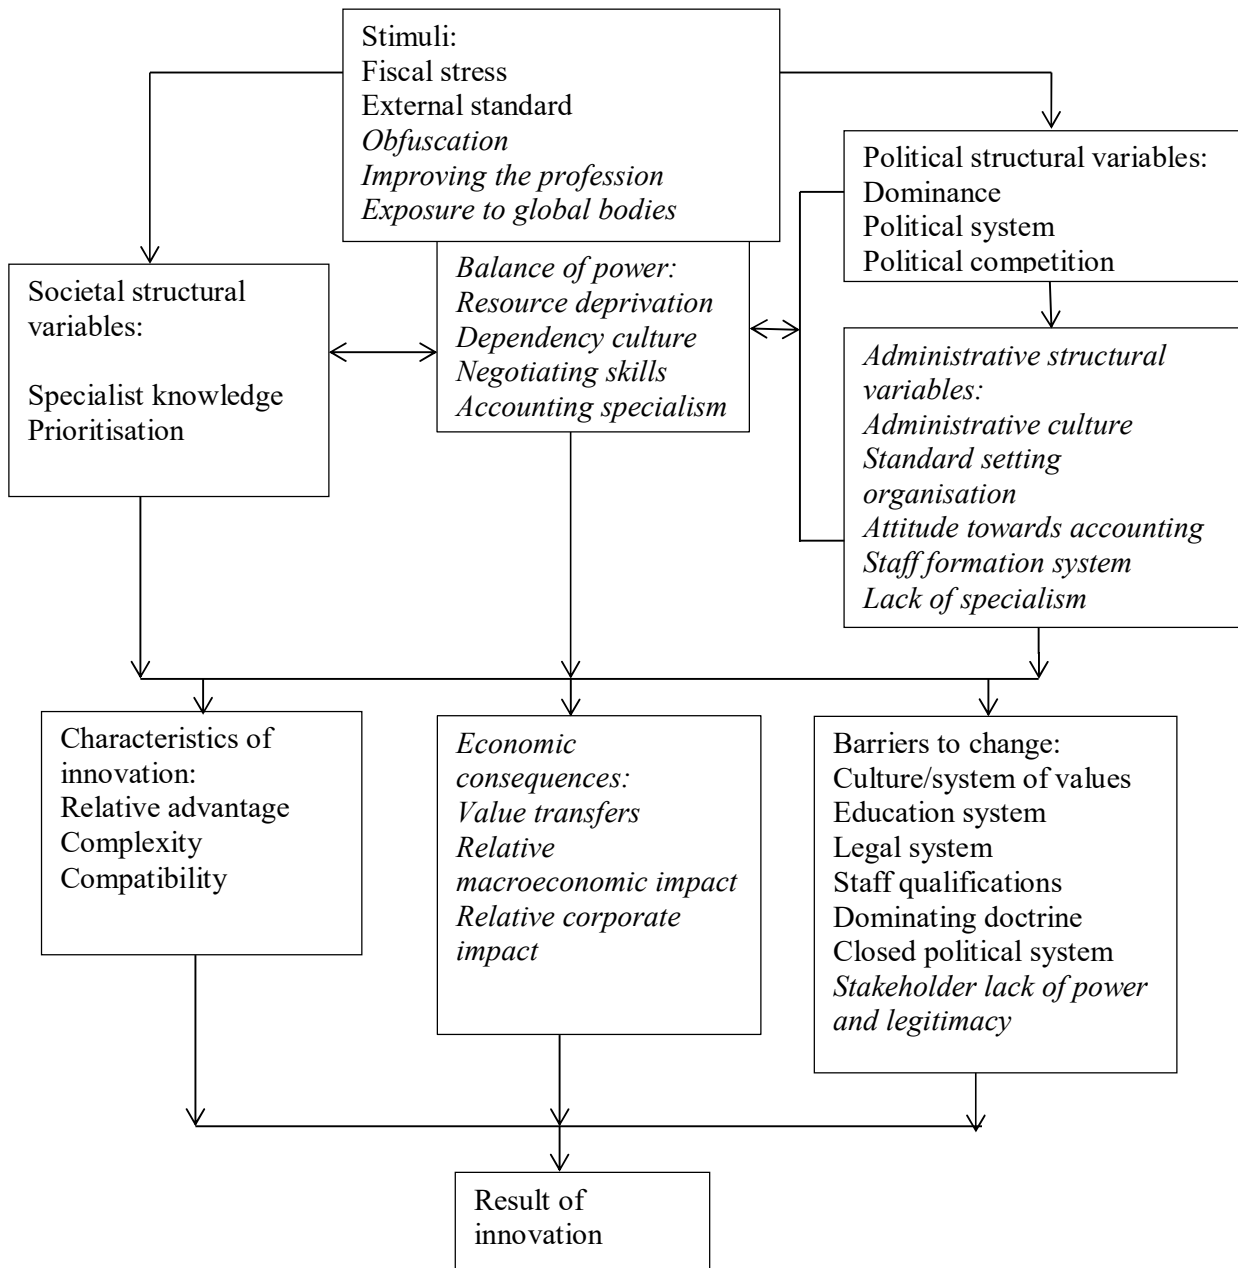 Stimuli:
Fiscal stress
External standard
Obfuscation
Improving the profession
Exposure to global bodies
Political structural variables:
Dominance
Political system
Political competition
Balance of power:
Resource deprivation
Dependency culture
Negotiating skills
Accounting specialism
Societal structural
variables:
Specialist knowledge
Prioritisation
Administrative structural
variables:
Administrative culture
Standard setting
organisation
Attitude towards accounting
Staff formation system
Lack of specialism
Characteristics of
innovation:
Relative advantage
Complexity
Compatibility
Economic
consequences:
Value transfers
Relative
macroeconomic impact
Relative corporate
impact
Barriers to change:
Culture/system of values
Education system
Legal system
Staff qualifications
Dominating doctrine
Closed political system
Stakeholder lack of power
and legitimacy
Result of
innovation